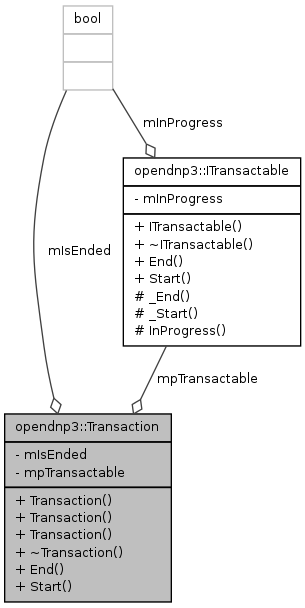 bool
mInProgress
opendnp3::ITransactable
- mInProgress
+ ITransactable()
+ ~ITransactable()
+ End()
+ Start()
# _End()
# _Start()
# InProgress()
mIsEnded
mpTransactable
opendnp3::Transaction
- mIsEnded
- mpTransactable
+ Transaction()
+ Transaction()
+ Transaction()
+ ~Transaction()
+ End()
+ Start()